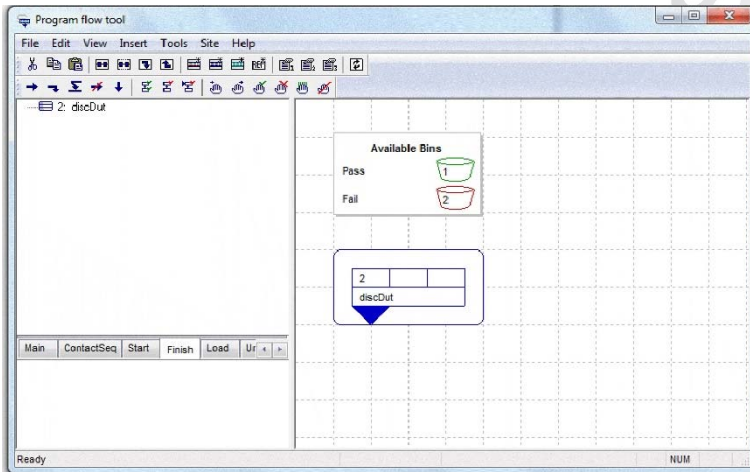 Program flow tool
File Edit View Insert Tools Site Help
REF
2: discDut
Available Bins
Pass 1
Fail 2
2
discDut
Main ContactSeq Start Finish Load
Ready NUM